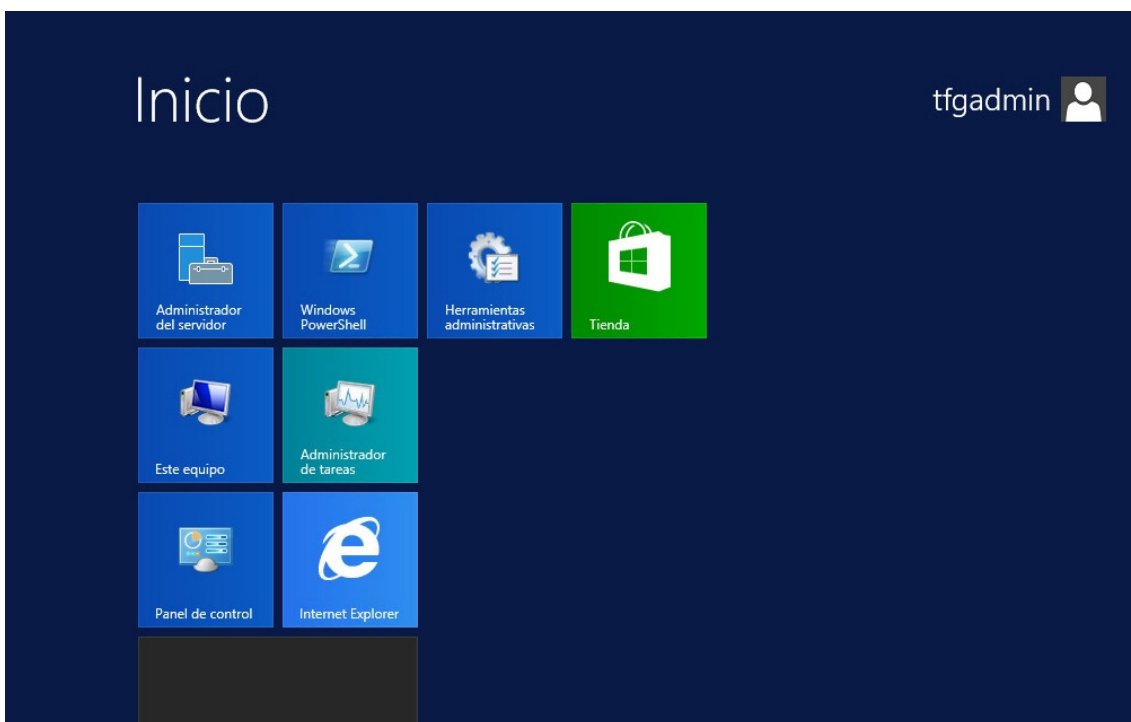 Inicio
tfgadmin
Administrador
del servidor
Windows
PowerShell
Herramientas
administrativas
Tienda
Este equipo
Administrador
de tareas
Panel de control
Internet Explorer